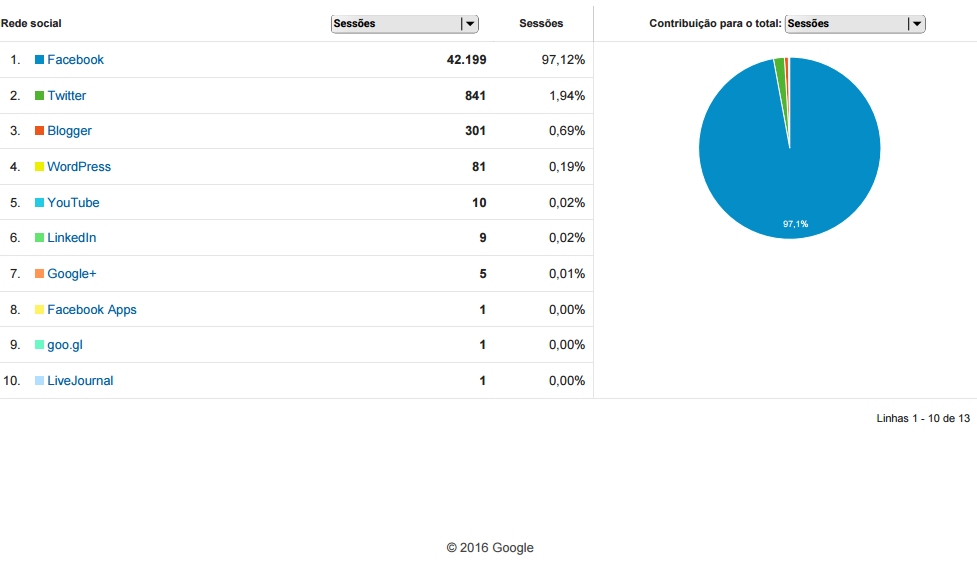 Rede social Sessões Sessões Contribuição para o total: Sessões
1. Facebook 42.199 97,12%
2. Twitter 841 1,94%
3. Blogger 301 0,69%
4. WordPress 81 0,19%
5. YouTube 10 0,02%
6. LinkedIn 9 0,02%
7. Google+ 5 0,01%
8. Facebook Apps 1 0,00%
9. goo.gl 1 0,00%
10. LiveJournal 1 0,00%
97,1%
Linhas 1 - 10 de 13
© 2016 Google